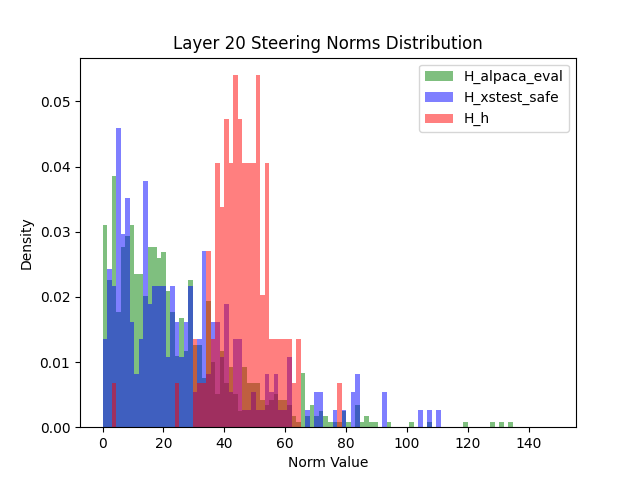 Layer 20 Steering Norms Distribution
H_alpaca_eval
H_xstest_safe
H_h
Density
0.05
0.04
0.03
0.02
0.01
0.00
0 20 40 60 80 100 120 140
Norm Value